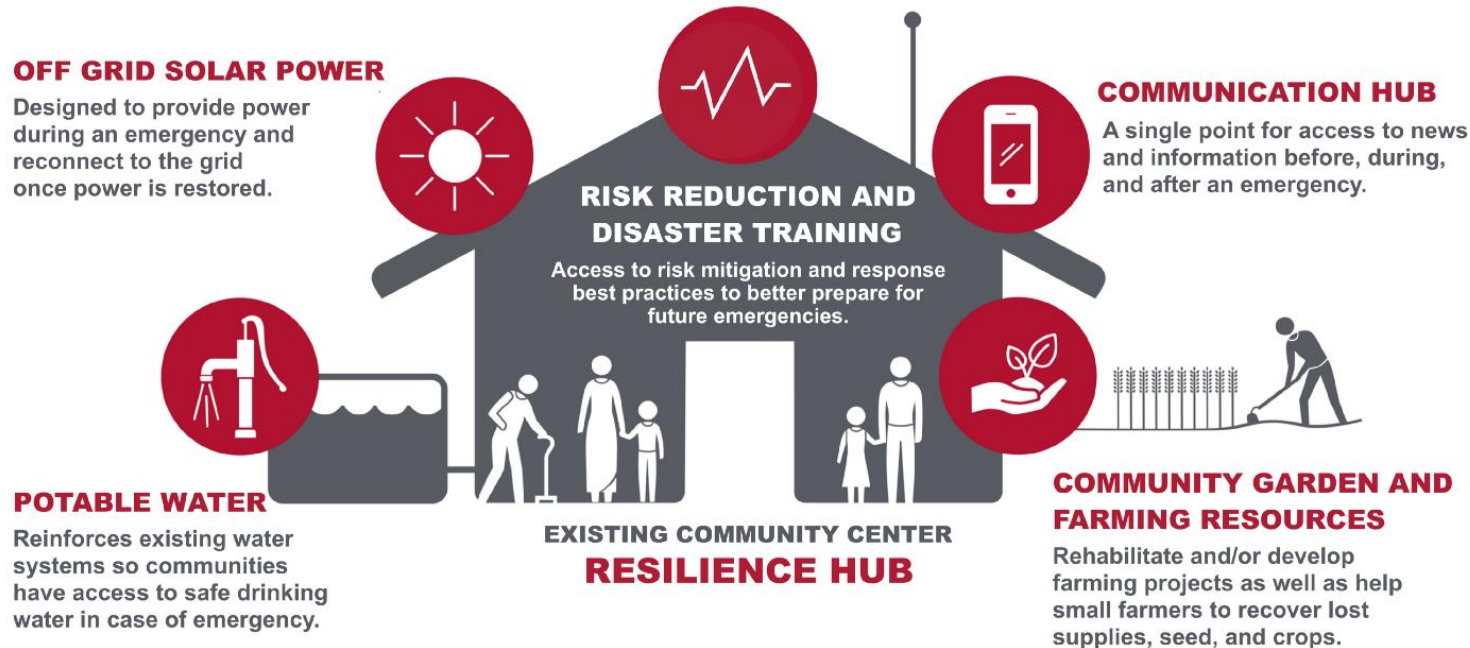 OFF GRID SOLAR POWER
Designed to provide power
during an emergency and
reconnect to the grid
once power is restored.
COMMUNICATION HUB
A single point for access to news
and information before, during,
and after an emergency.
RISK REDUCTION AND
DISASTER TRAINING
Access to risk mitigation and response
best practices to better prepare for
future emergencies.
POTABLE WATER
Reinforces existing water
systems so communities
have access to safe drinking
water in case of emergency.
EXISTING COMMUNITY CENTER
RESILIENCE HUB
COMMUNITY GARDEN AND
FARMING RESOURCES
Rehabilitate and/or develop
farming projects as well as help
small farmers to recover lost
supplies, seed, and crops.